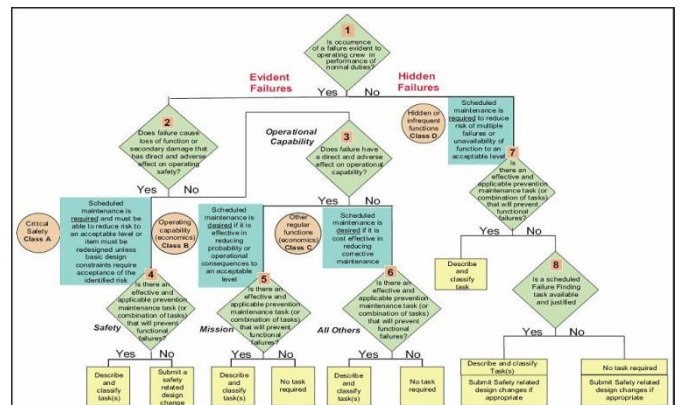 1
Is occurrence
of a failure evident to
operating crew in
performance of
normal duties?
Evident
Failures
Hidden
Failures
Yes
No
2
Does failure cause
loss of function or
secondary damage that
has direct and adverse
effect on operating
safety?
Yes
No
Operational
Capability
3
Does failure have
a direct and adverse
effect on operational
capability?
Yes
No
Hidden or
infrequent
functions
Class D
Scheduled
maintenance is
required to reduce
risk of multiple
failures or
unavailability of
function to an
acceptable level
7
Is
there an
effective and
applicable prevention
maintenance task (or
combination of tasks)
that will prevent
functional
failures?
Yes
No
Critical
Safety
Class A
Scheduled
maintenance is
required and must be
able to reduce risk to
an acceptable level or
item must be
redesigned unless
basic design
constraints require
acceptance of the
identified risk
Operating
capability
(economics)
Class B
Scheduled
maintenance is
desired if it is
effective in
reducing
probability or
operational
consequences to
an acceptable
level
Other
regular
functions
(economics)
Class C
Scheduled
maintenance is
desired if it is
cost effective in
reducing
corrective
maintenance
Describe
and
classify
task
8
Is a scheduled
Failure Finding
task available
and justified
Yes
No
4
Is there an
effective and
applicable prevention
maintenance task (or
combination of tasks)
that will prevent
functional
failures?
Safety
Yes
No
5
Is there an
effective and
applicable prevention
maintenance task (or
combination of tasks)
that will prevent
functional
failures?
Mission
Yes
No
6
Is there an
effective and
applicable prevention
maintenance task (or
combination of tasks)
that will prevent
functional
failures?
All Others
Yes
No
Describe
and
classify
task(s)
Submit a
safety
related
design
change
Describe
and
classify
task(s)
No task
required
Describe
and
classify
task(s)
No task
required
Describe and classify
Task(s)
Submit Safety related
design changes if
appropriate
No task required
Submit Safety related
design changes if
appropriate